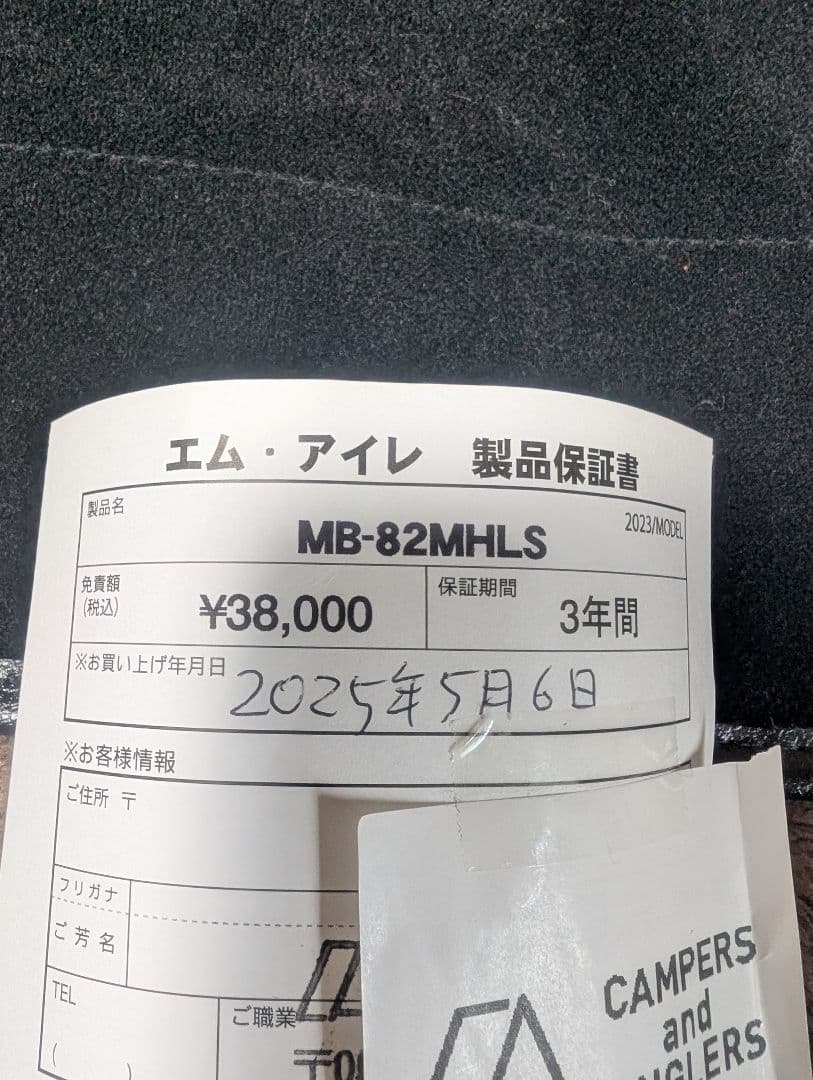 エム・アイレ 製品保証書
製品名
MB-82MHLS
2023/MODEL
免責額
(税込)
¥38,000
保証期間
3年間
※お買い上げ年月日
2025年5月6日
※お客様情報
ご住所 〒
フリガナ
ご芳名
TEL
( )
ご職業
CAMPERS
and